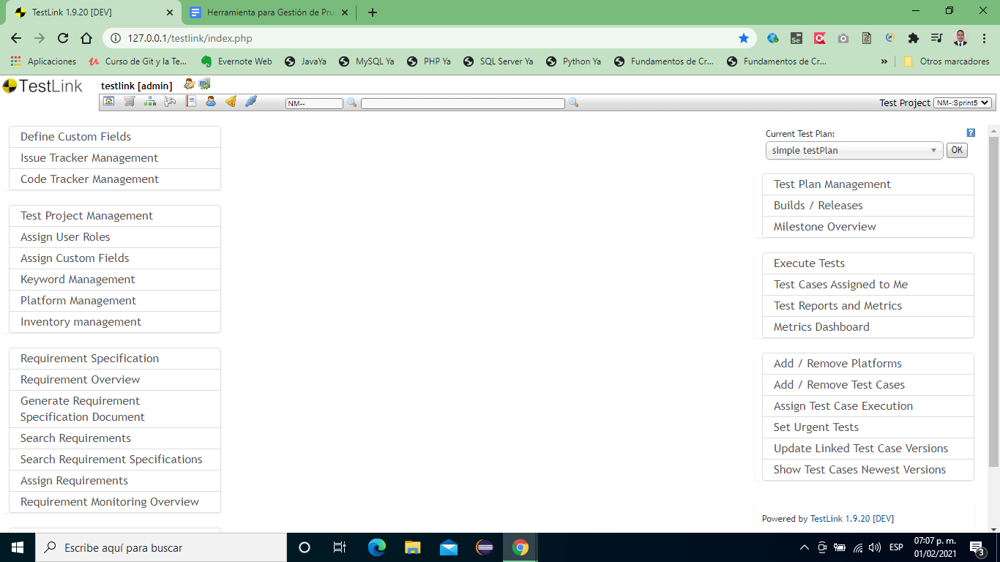 TestLink 1.9.20 [DEV]
Herramienta para Gestión de Pru
127.0.0.1/testlink/index.php
Aplicaciones
Curso de Git y la Te...
Evernote Web
JavaYa
MySQL Ya
PHP Ya
SQL Server Ya
Python Ya
Fundamentos de Cr...
Fundamentos de Cr...
»
Otros marcadores
TestLink
testlink [admin]
NM--
Test Project
NM-:Sprint5
Define Custom Fields
Issue Tracker Management
Code Tracker Management
Test Project Management
Assign User Roles
Assign Custom Fields
Keyword Management
Platform Management
Inventory management
Requirement Specification
Requirement Overview
Generate Requirement
Specification Document
Search Requirements
Search Requirement Specifications
Assign Requirements
Requirement Monitoring Overview
Current Test Plan:
?
simple testPlan
OK
Test Plan Management
Builds / Releases
Milestone Overview
Execute Tests
Test Cases Assigned to Me
Test Reports and Metrics
Metrics Dashboard
Add / Remove Platforms
Add / Remove Test Cases
Assign Test Case Execution
Set Urgent Tests
Update Linked Test Case Versions
Show Test Cases Newest Versions
Powered by TestLink 1.9.20 [DEV]
Escribe aquí para buscar
ESP
07:07 p. m.
01/02/2021
3